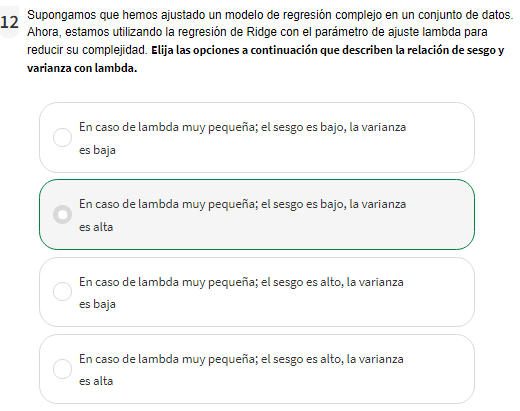 12
Supongamos que hemos ajustado un modelo de regresión complejo en un conjunto de datos.
Ahora, estamos utilizando la regresión de Ridge con el parámetro de ajuste lambda para
reducir su complejidad. Elija las opciones a continuación que describen la relación de sesgo y
varianza con lambda.
En caso de lambda muy pequeña; el sesgo es bajo, la varianza
es baja
En caso de lambda muy pequeña; el sesgo es bajo, la varianza
es alta
En caso de lambda muy pequeña; el sesgo es alto, la varianza
es baja
En caso de lambda muy pequeña; el sesgo es alto, la varianza
es alta